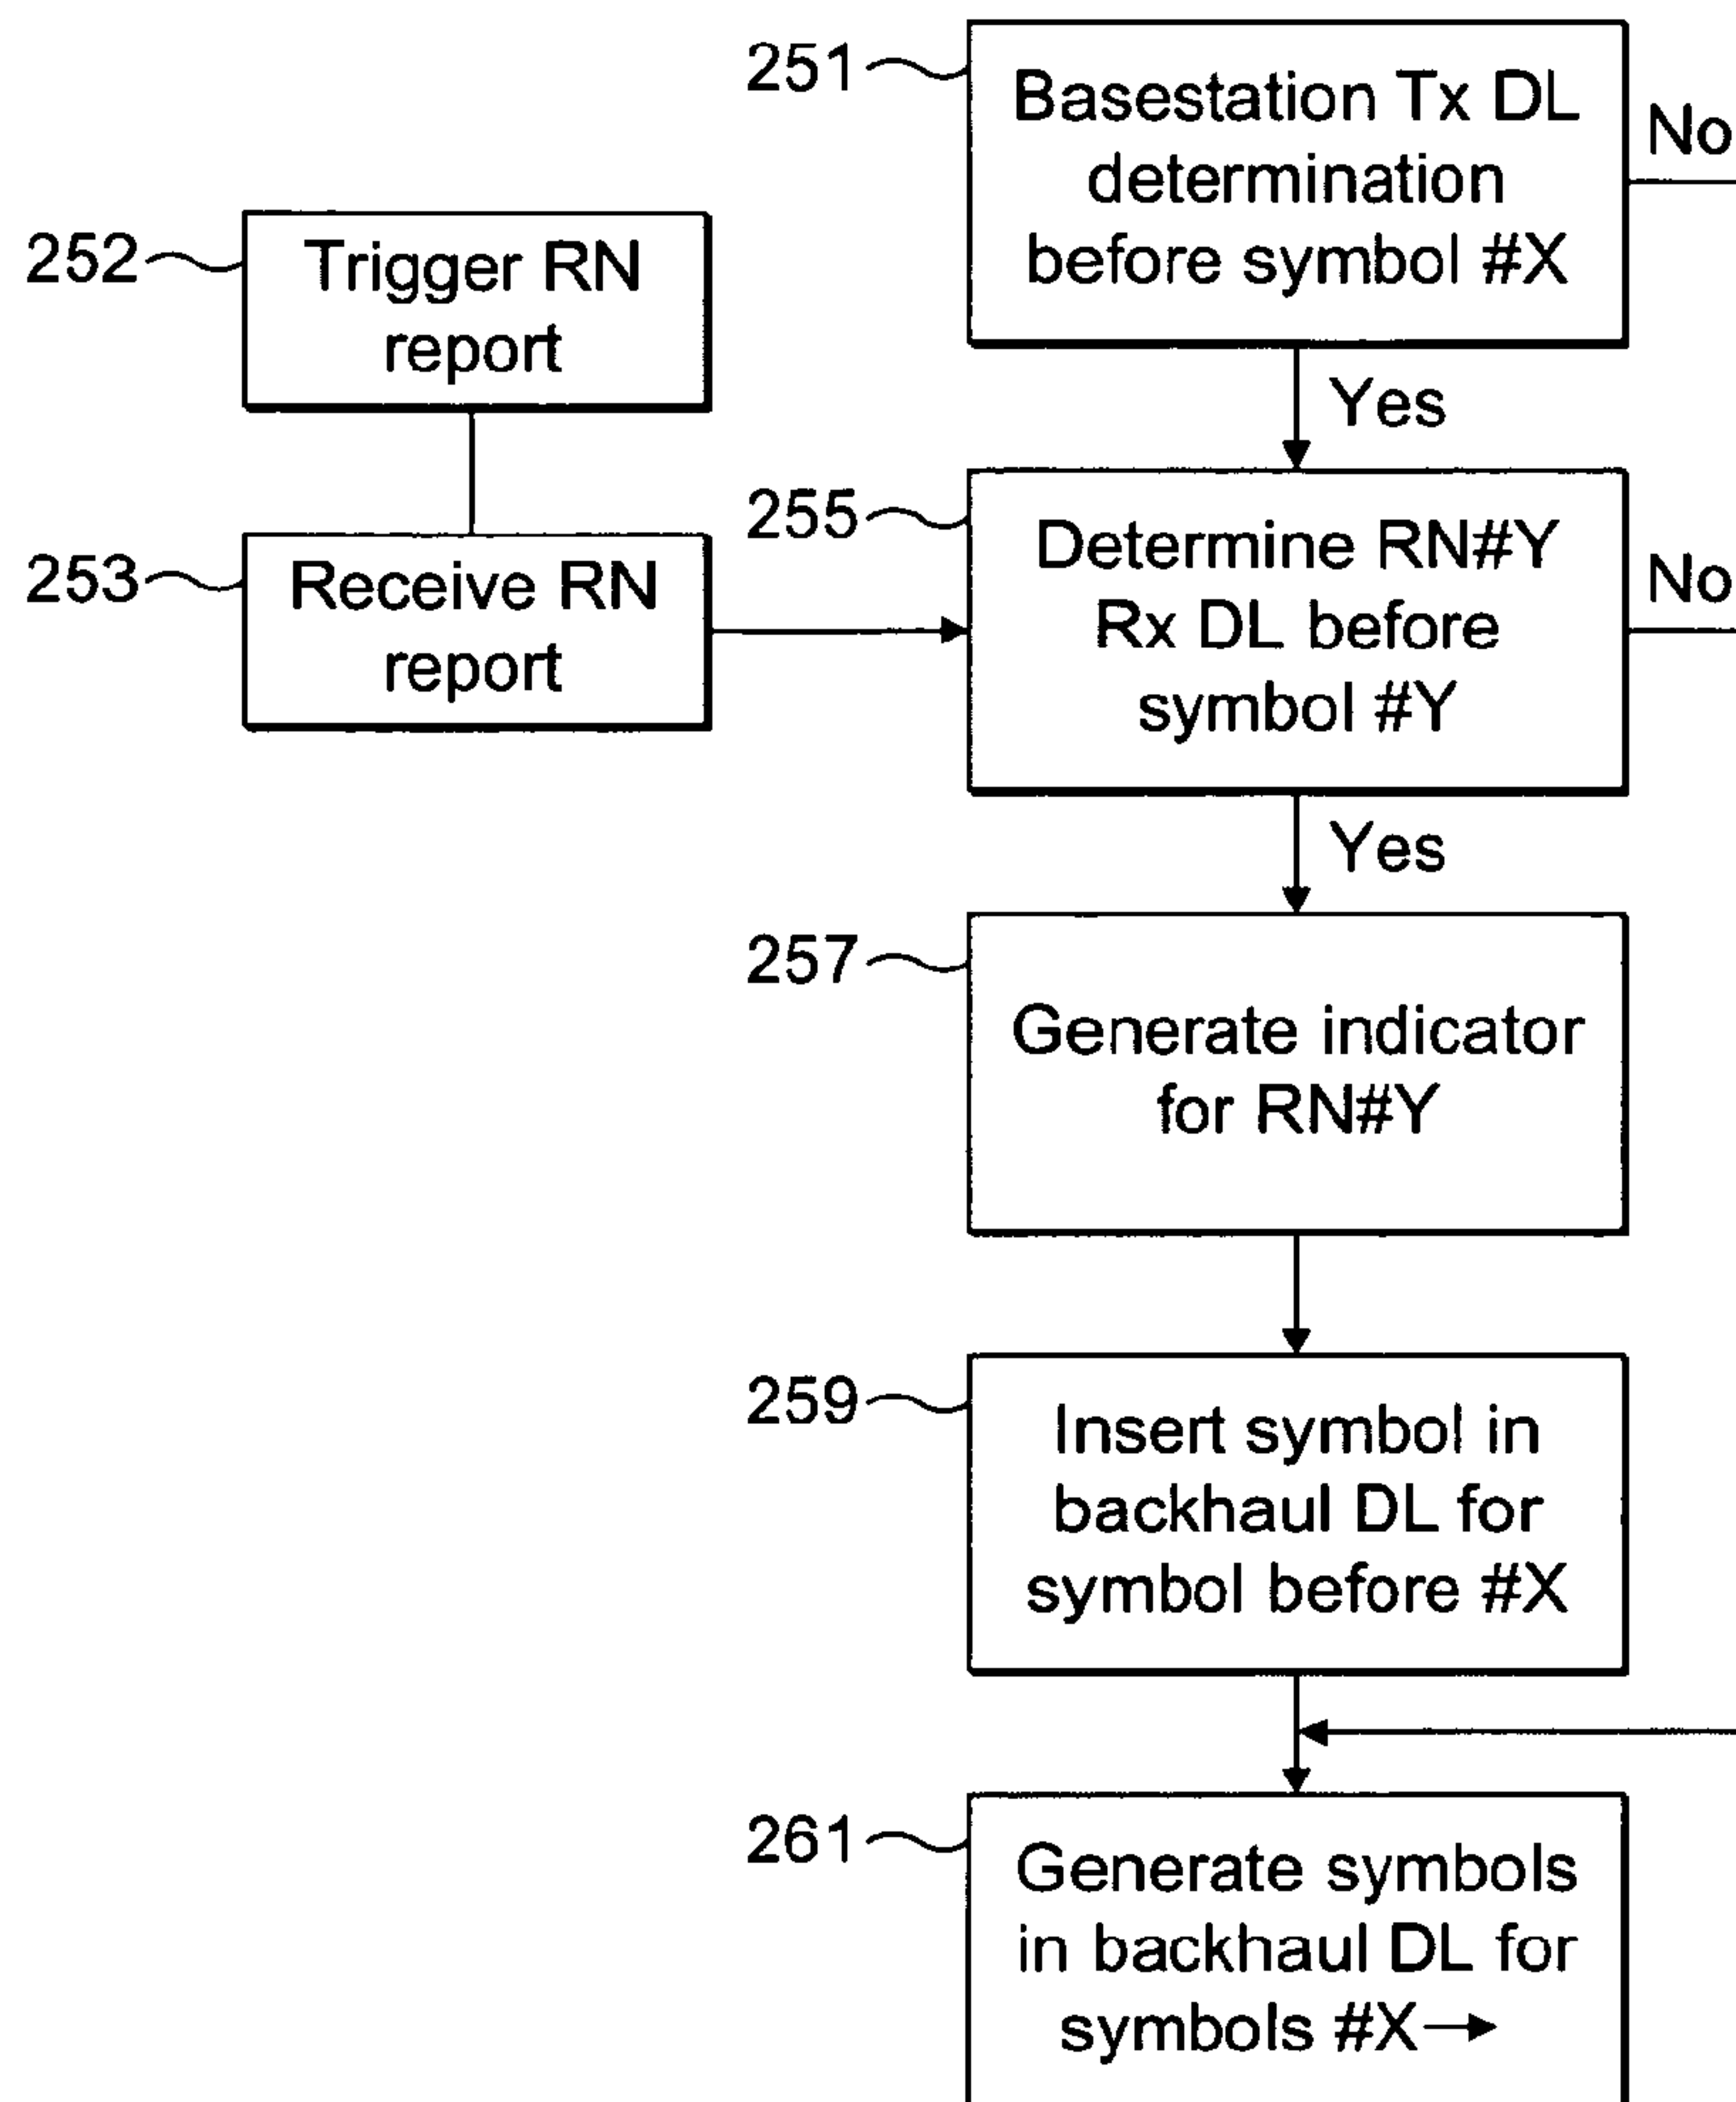 251
Basestation Tx DL
determination
before symbol #X
No
252
Trigger RN
report
Yes
253
Receive RN
report
255
Determine RN#Y
Rx DL before
symbol #Y
No
Yes
257
Generate indicator
for RN#Y
259
Insert symbol in
backhaul DL for
symbol before #X
261
Generate symbols
in backhaul DL for
symbols #X→